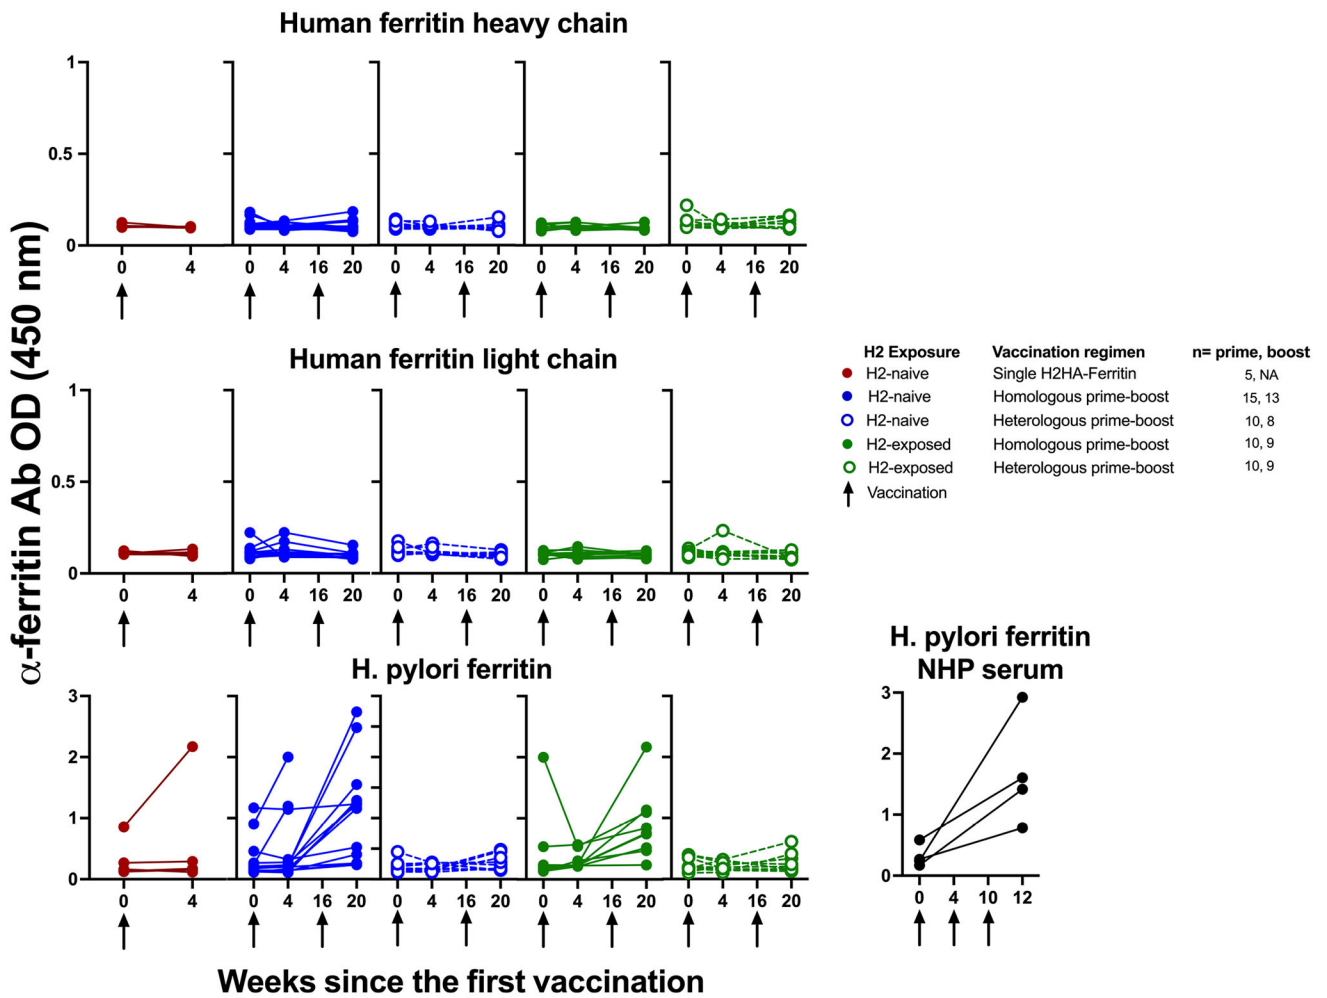 Human ferritin heavy chain
1
0.5
0
0 4
0 4 16 20
0 4 16 20
0 4 16 20
0 4 16 20
α-ferritin Ab OD (450 nm)
Human ferritin light chain
1
0.5
0
0 4
0 4 16 20
0 4 16 20
0 4 16 20
0 4 16 20
H2 Exposure Vaccination regimen n= prime, boost
H2-naive Single H2HA-Ferritin 5, NA
H2-naive Homologous prime-boost 15, 13
H2-naive Heterologous prime-boost 10, 8
H2-exposed Homologous prime-boost 10, 9
H2-exposed Heterologous prime-boost 10, 9
Vaccination
H. pylori ferritin
3
2
1
0
0 4
0 4 16 20
0 4 16 20
0 4 16 20
0 4 16 20
H. pylori ferritin
NHP serum
3
2
1
0
0 4 10 12
Weeks since the first vaccination